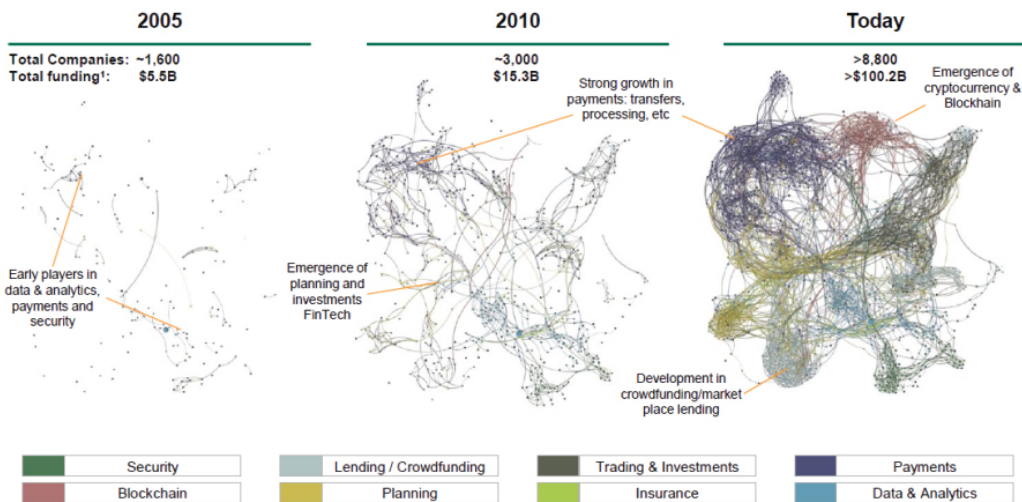 2005
2010
Today
Total Companies: ~1,600
~3,000
>8,800
Total funding¹: $5.5B
$15.3B
>$100.2B
Strong growth in
payments: transfers,
processing, etc
Emergence of
cryptocurrency &
Blockhain
Early players in
data & analytics,
payments and
security
Emergence of
planning and
investments
FinTech
Development in
crowdfunding/market
place lending
Security
Lending / Crowdfunding
Trading & Investments
Payments
Blockchain
Planning
Insurance
Data & Analytics